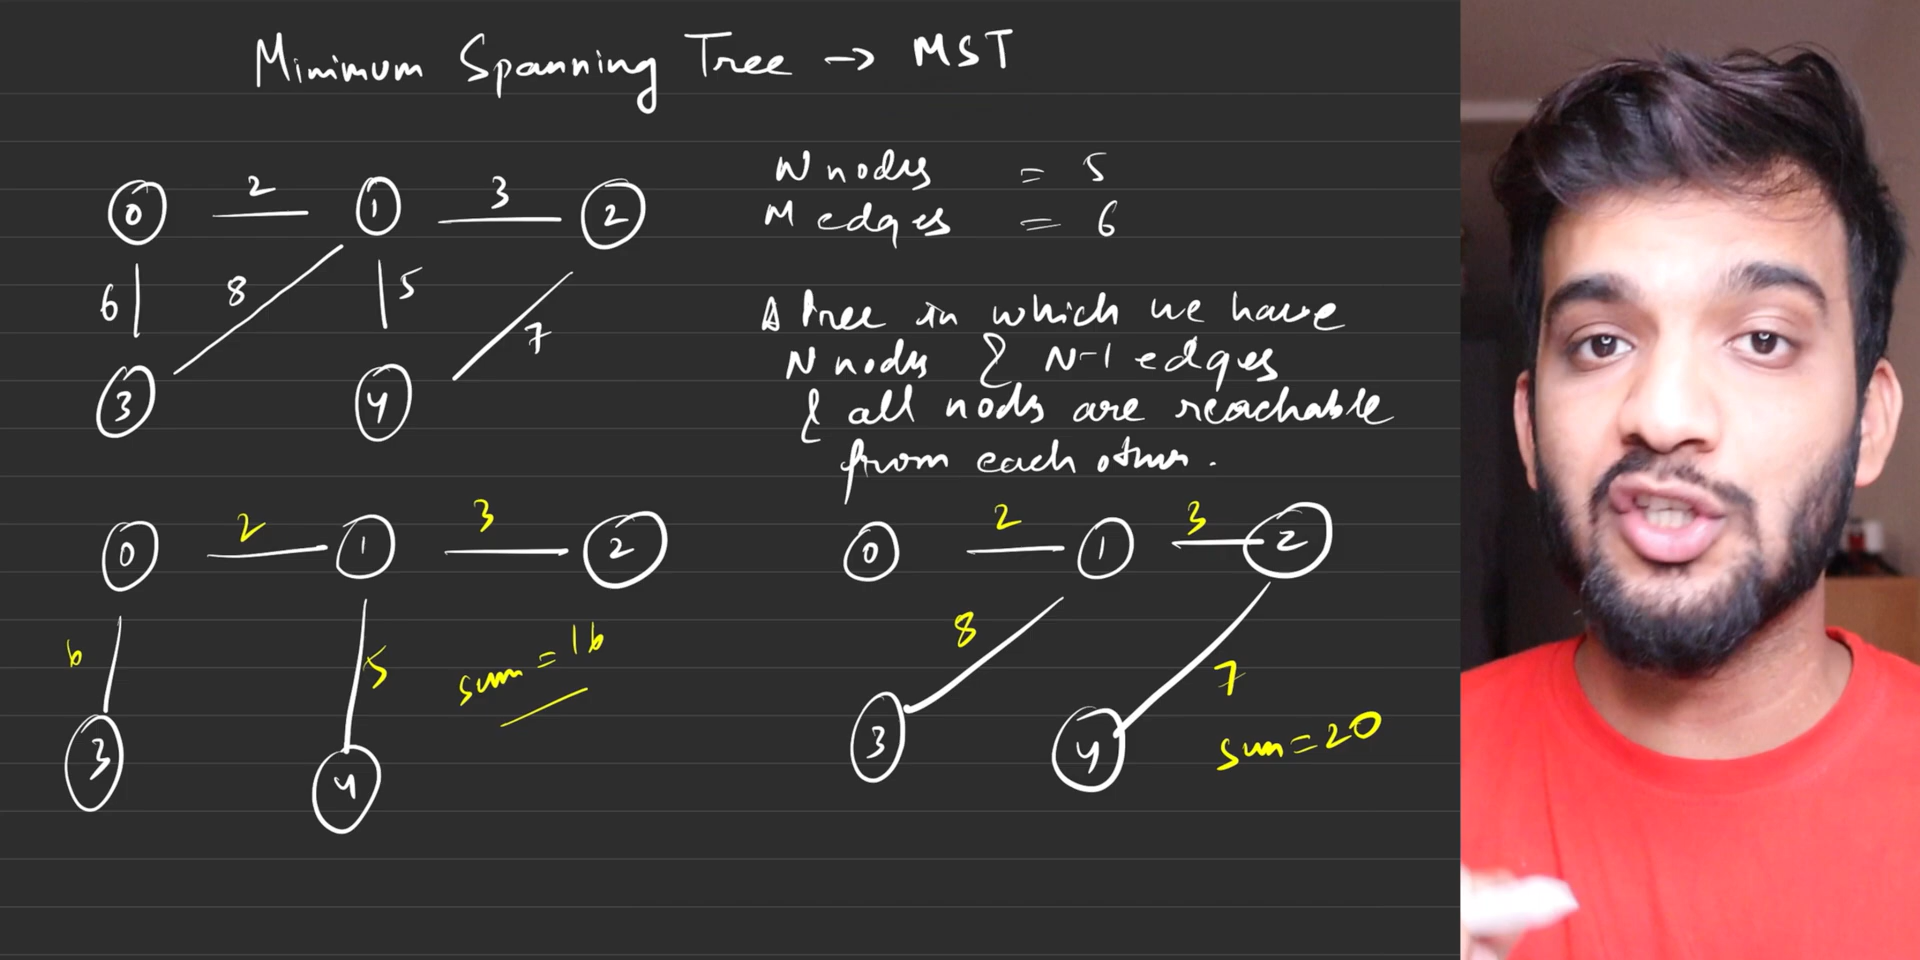 Minimum Spanning Tree -> MST
N nodes = 5
M edges = 6
0 2 1 3 2
6 8 5 7
3 4
A tree in which we have
N nodes & N-1 edges
& all nodes are reachable
from each other.
0 2 1 3 2
6 5
sum = 16
3 4
0 2 1 3 2
8 7
3 4
sum = 20